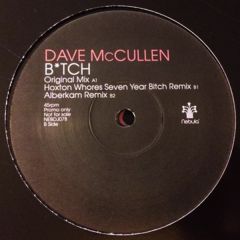 DAVE McCULLEN
B*TCH
Original Mix A1
Hoxton Whores Seven Year Bitch Remix B1
Alberkam Remix B2
45rpm
Promo only
Not for sale
NEBDJ078
B Side
nebula